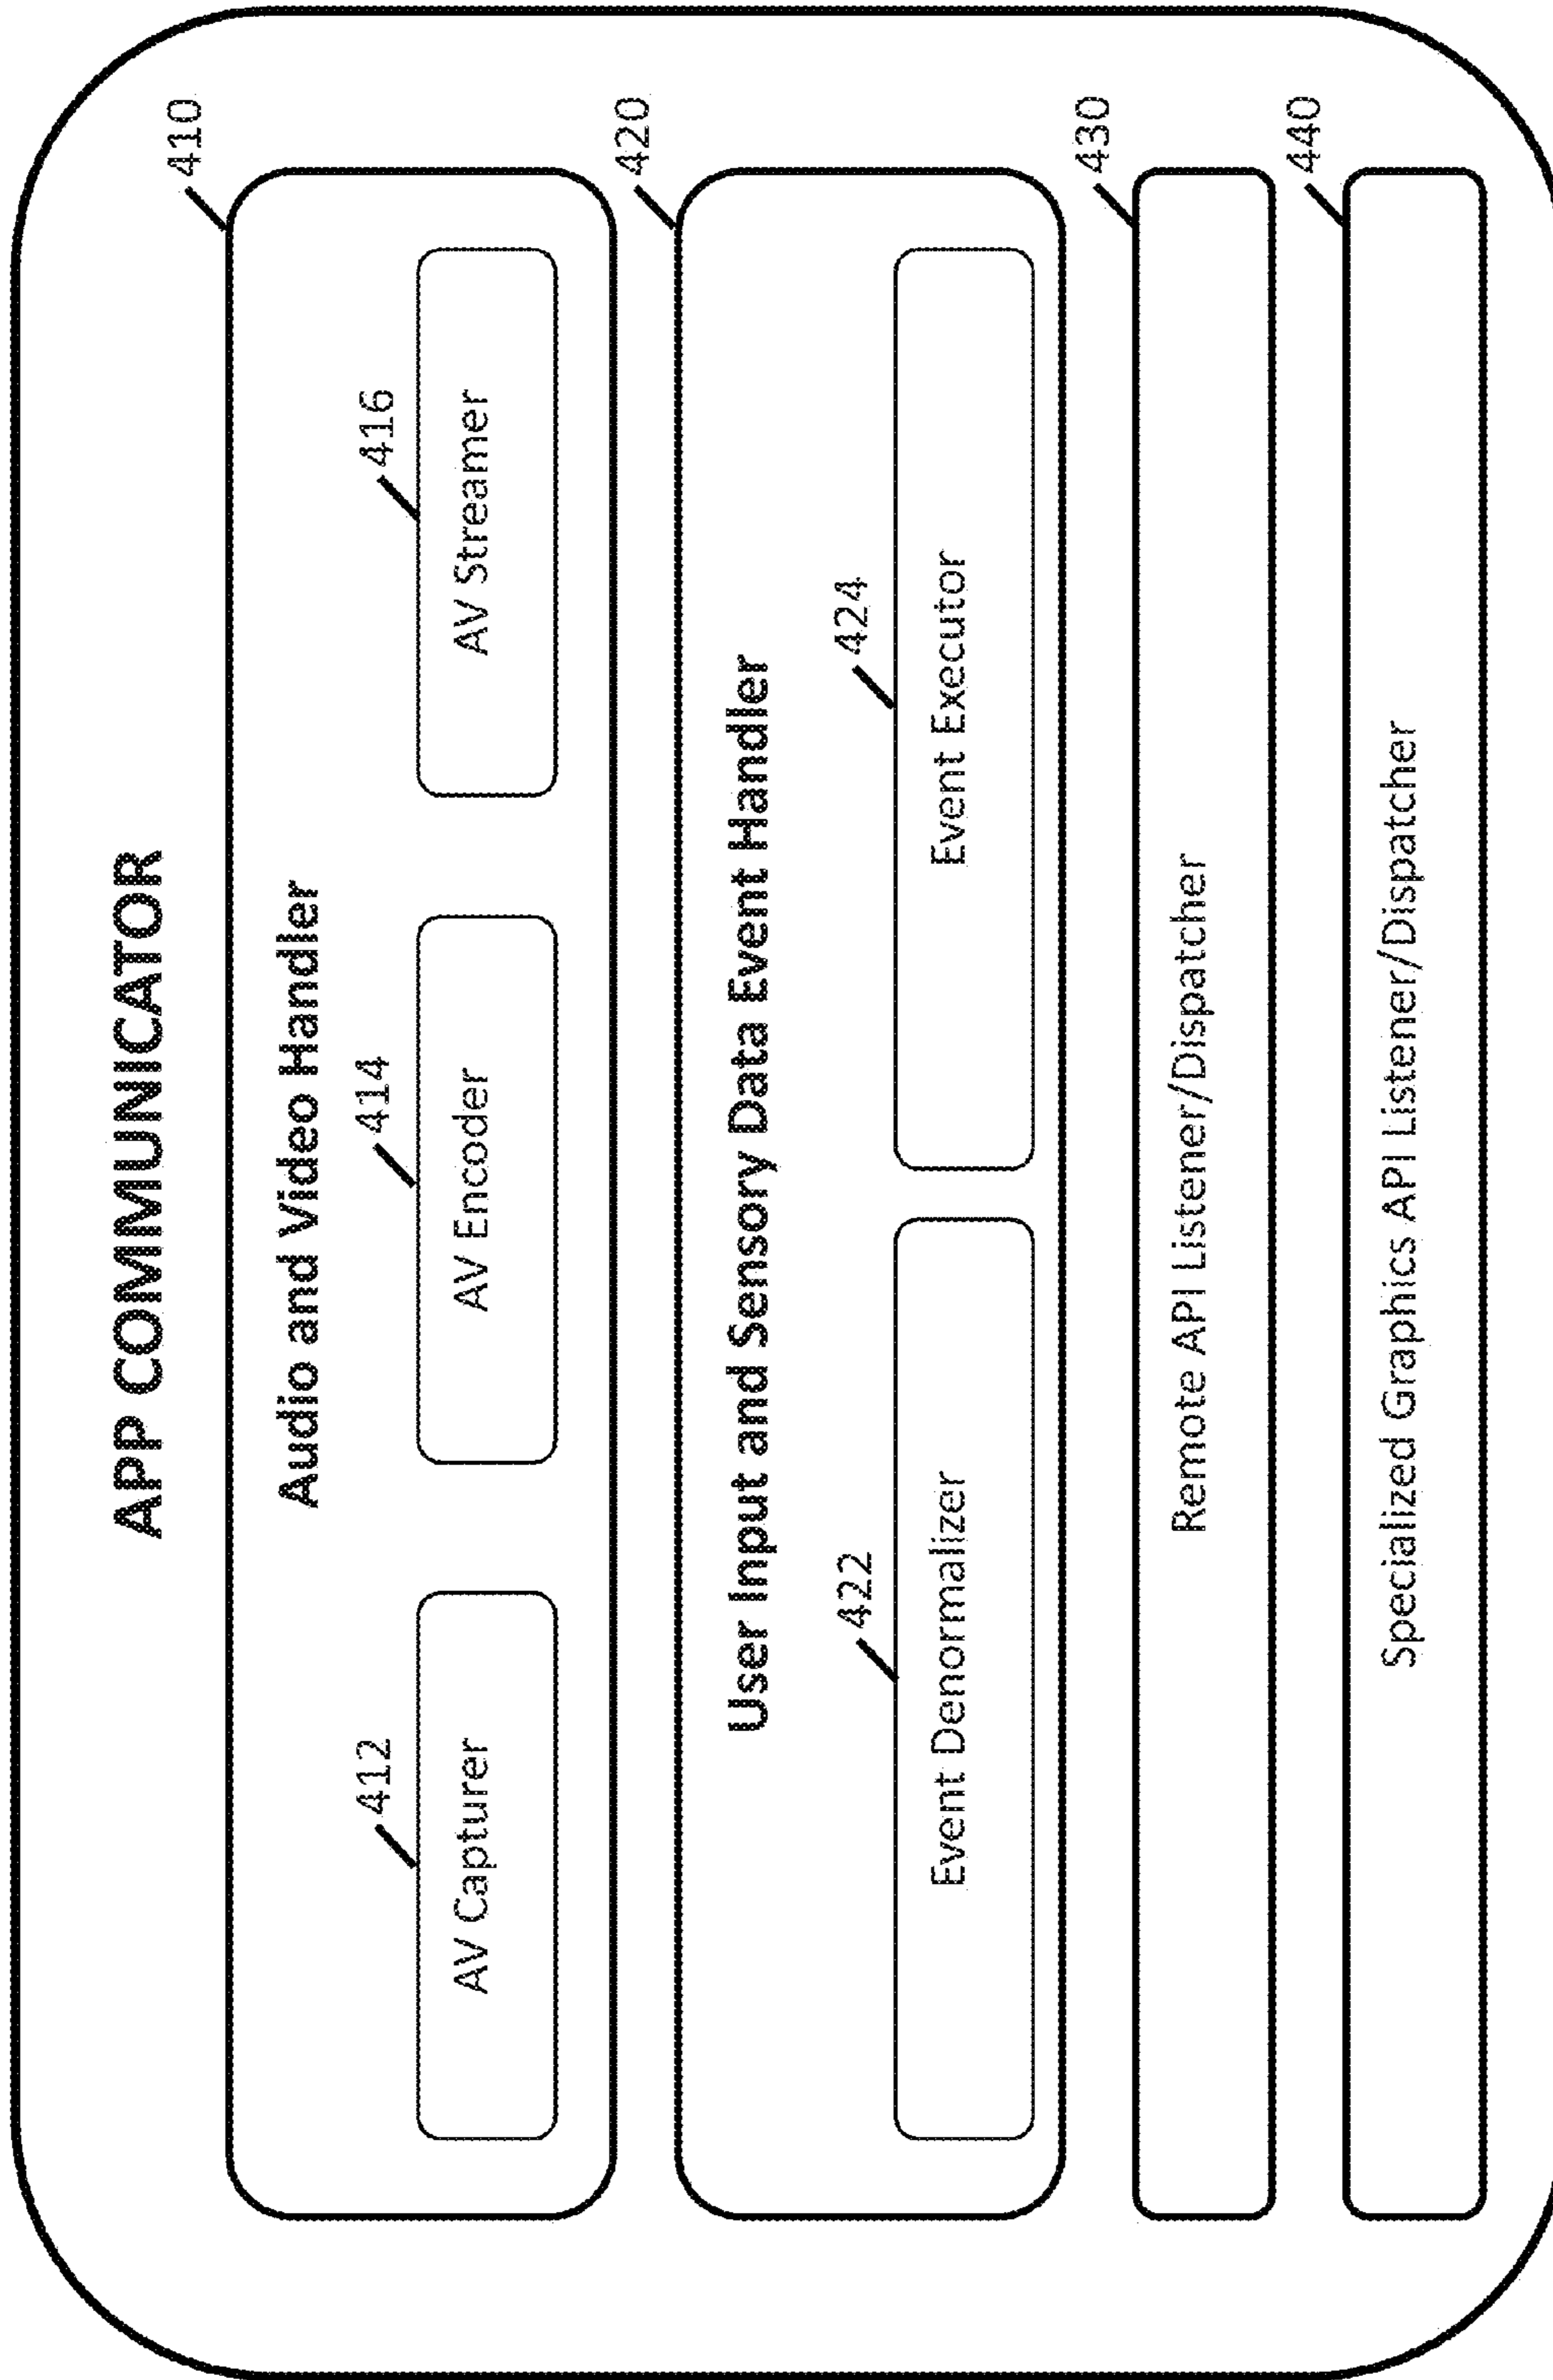 APP COMMUNICATOR
410
Audio and Video Handler
412
414
416
AV Capturer
AV Encoder
AV Streamer
420
User Input and Sensory Data Event Handler
422
424
Event Denormalizer
Event Executor
430
Remote API Listener/Dispatcher
440
Specialized Graphics API Listener/Dispatcher